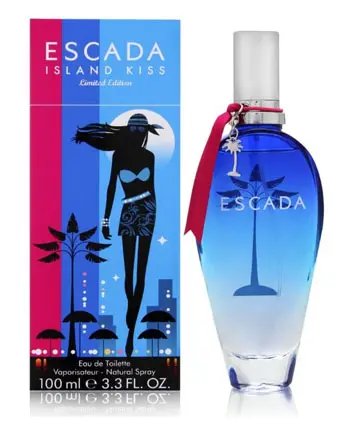 ESCADA
ISLAND KISS
Limited Edition
Eau de Toilette
Vaporisateur - Natural Spray
100 ml e 3.3 FL. OZ.
ESCADA